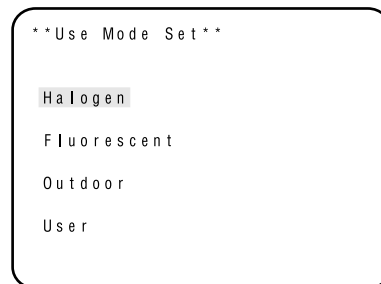 **Use Mode Set**
Halogen
Fluorescent
Outdoor
User